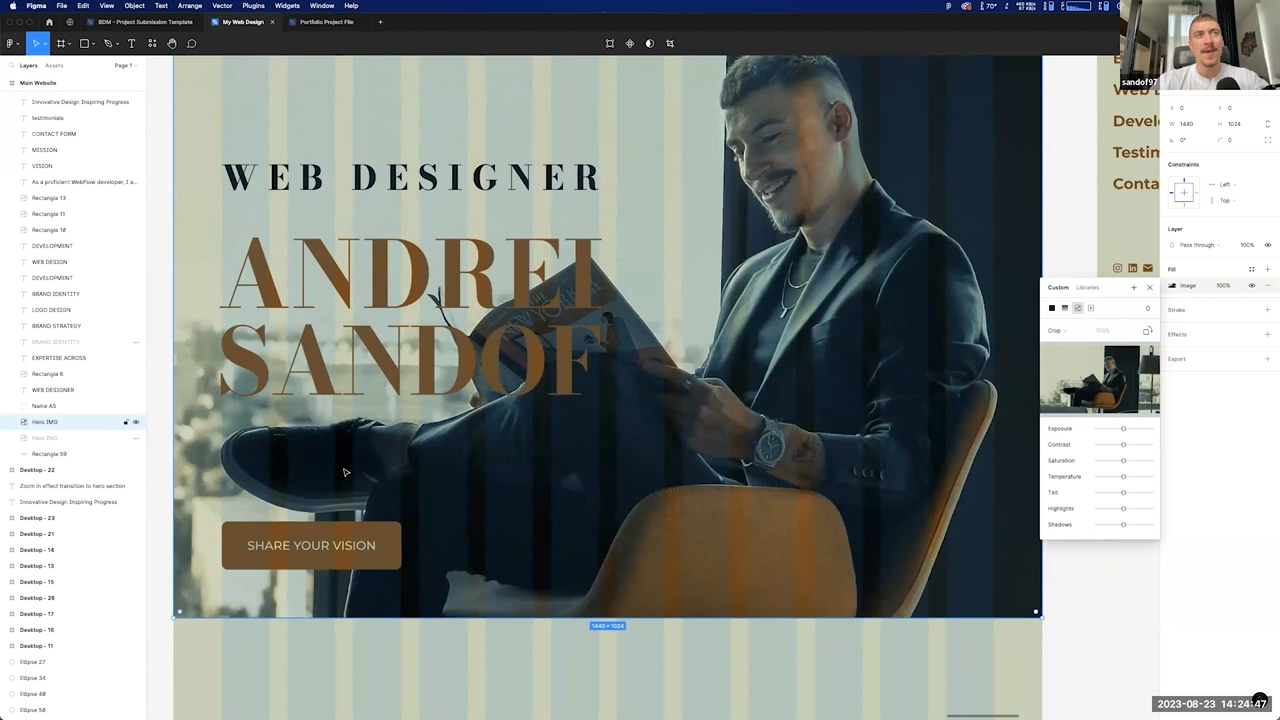 Figma File Edit View Object Text Arrange Vector Plugins Widgets Window Help
70°
BDM - Project Submission Template
My Web Design
Portfolio Project File
Layers
Assets
Page 1
Main Website
Innovative Design Inspiring Progress
testimonials
CONTACT FORM
MISSION
VISION
As a proficient WebFlow developer, I a...
Rectangle 13
Rectangle 11
Rectangle 10
DEVELOPMENT
WEB DESIGN
DEVELOPMENT
BRAND IDENTITY
LOGO DESIGN
BRAND STRATEGY
BRAND IDENTITY
EXPERTISE ACROSS
Rectangle 6
WEB DESIGNER
Name AS
Hero IMG
Hero IMG
Rectangle 59
Desktop - 22
Zoom in effect transition to hero section
Innovative Design Inspiring Progress
Desktop - 23
Desktop - 21
Desktop - 14
Desktop - 13
Desktop - 15
Desktop - 26
Desktop - 17
Desktop - 16
Desktop - 11
Ellipse 27
Ellipse 34
Ellipse 40
Ellipse 50
WEB DESIGNER
ANDREI
SANDOF
SHARE YOUR VISION
1440 × 1024
Web D
Develo
Testim
Conta
sandof97
X 0 Y 0
W 1440 H 1024
0° 0
Constraints
Left
Top
Layer
Pass through 100%
Fill
Image 100%
Stroke
Effects
Export
Custom
Libraries
Crop 100%
Exposure
Contrast
Saturation
Temperature
Tint
Highlights
Shadows
2023-08-23 14:24:47